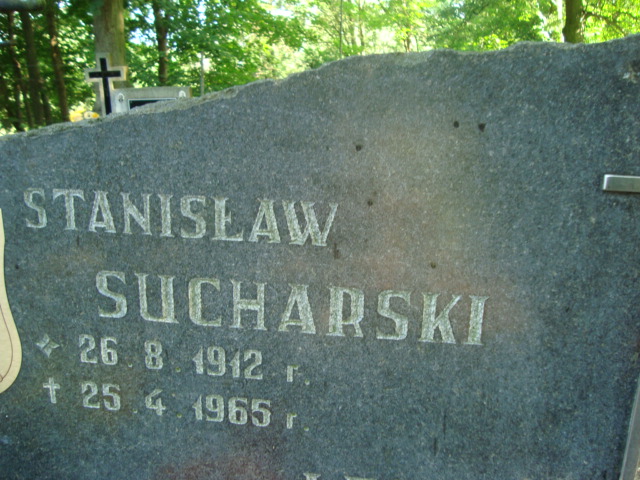 STANISŁAW
SUCHARSKI
26.8.1912 r.
✝ 25.4.1965 r.